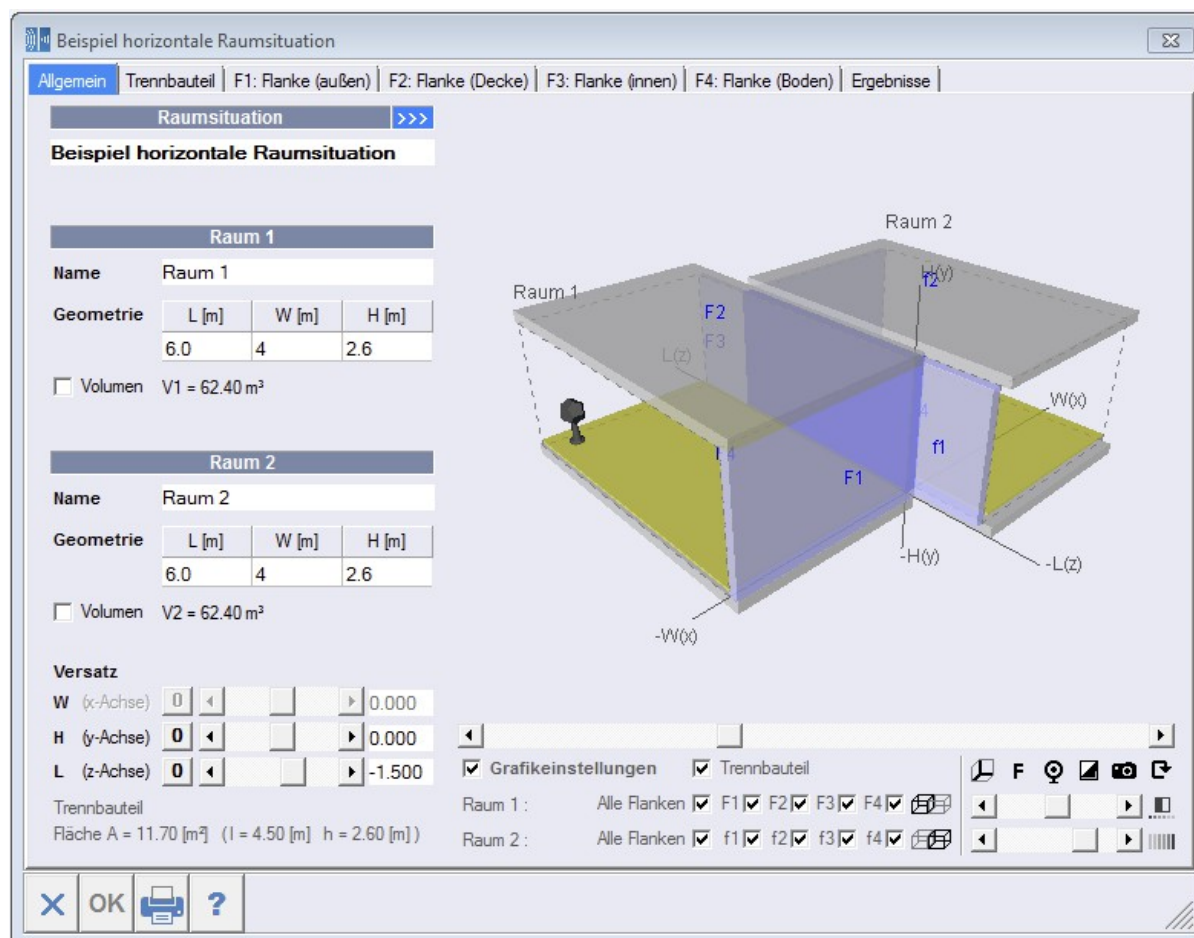 Beispiel horizontale Raumsituation
Allgemein Trennbauteil F1: Flanke (außen) F2: Flanke (Decke) F3: Flanke (innen) F4: Flanke (Boden) Ergebnisse
Raumsituation >>>
Beispiel horizontale Raumsituation
Raum 1
Name Raum 1
Geometrie L [m] W [m] H [m]
6.0 4 2.6
Volumen V1 = 62.40 m³
Raum 2
Name Raum 2
Geometrie L [m] W [m] H [m]
6.0 4 2.6
Volumen V2 = 62.40 m³
Versatz
W (x-Achse) 0 0.000
H (y-Achse) 0 0.000
L (z-Achse) 0 -1.500
Trennbauteil
Fläche A = 11.70 [m²] ( l = 4.50 [m] h = 2.60 [m] )
Raum 2
H(y)
f2
Raum 1
F2
F3
L(z)
W(x)
f1
F1
-H(y)
-L(z)
-W(x)
Grafikeinstellungen Trennbauteil F
Raum 1 : Alle Flanken F1 F2 F3 F4
Raum 2 : Alle Flanken f1 f2 f3 f4
OK ?